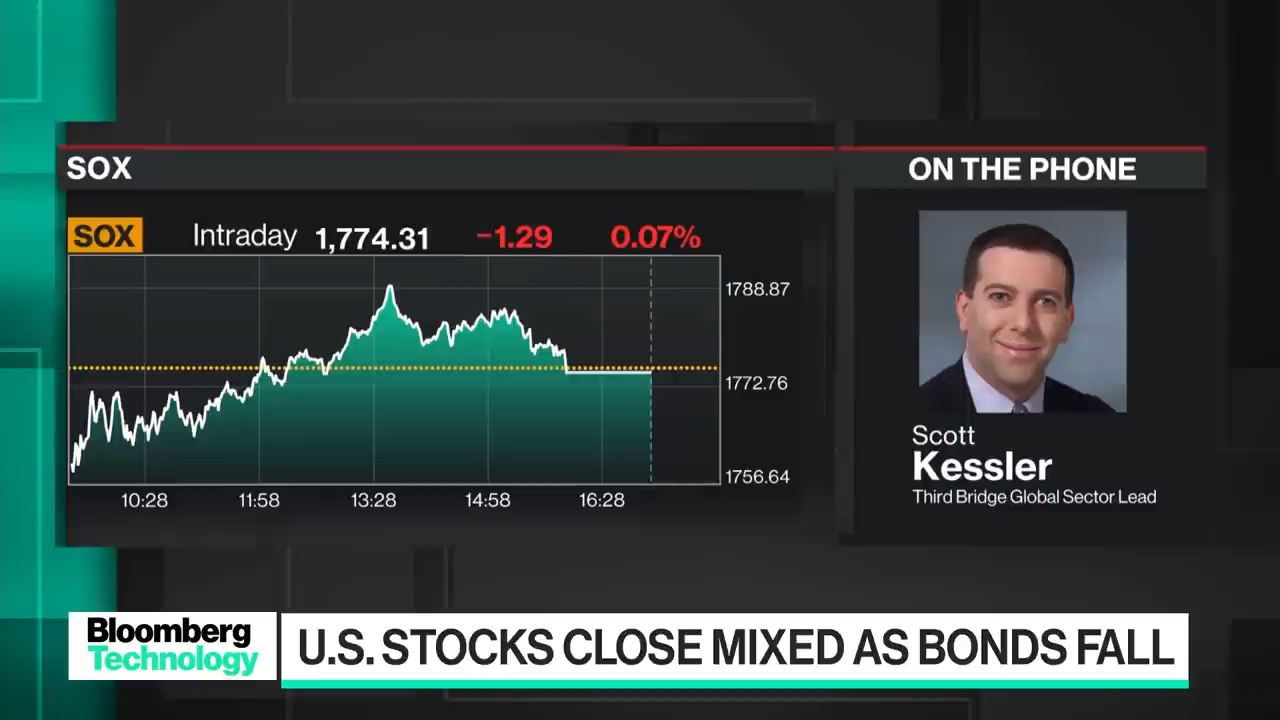 SOX
SOX Intraday 1,774.31 −1.29 0.07%
1788.87
1772.76
1756.64
10:28 11:58 13:28 14:58 16:28
ON THE PHONE
Scott
Kessler
Third Bridge Global Sector Lead
Bloomberg
Technology
U.S. STOCKS CLOSE MIXED AS BONDS FALL